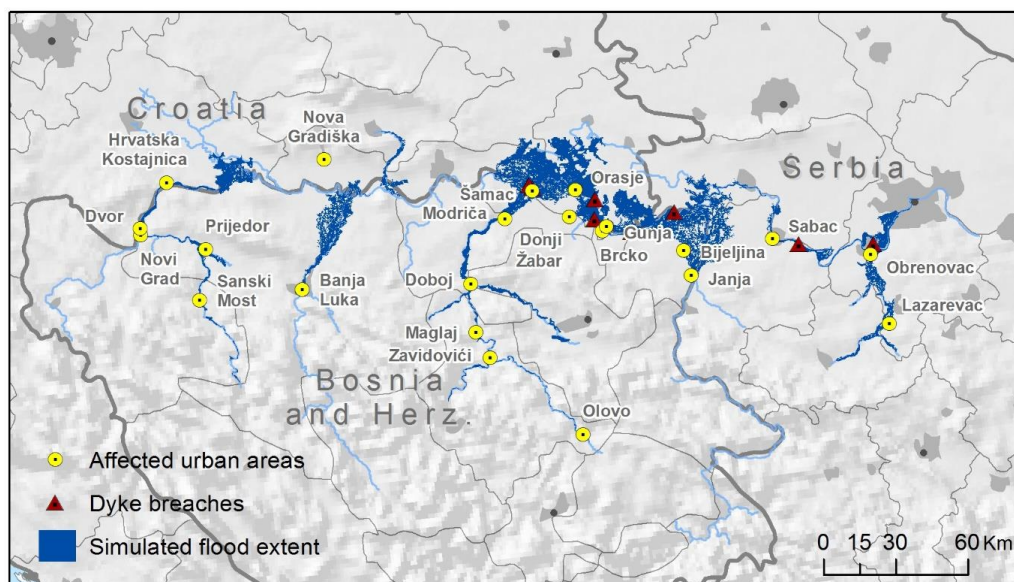 Croatia
Nova
Gradiška
Hrvatska
Kostajnica
Serbia
Orasje
Šamac
Modriča
Dvor
Prijedor
Sabac
Gunja
Donji
Žabar
Brčko
Bijeljina
Novi
Grad
Sanski
Most
Banja
Luka
Doboj
Janja
Obrenovac
Lazarevac
Maglaj
Zavidovići
Bosnia
and Herz.
Olovo
Affected urban areas
Dyke breaches
Simulated flood extent
0 15 30 60 Km